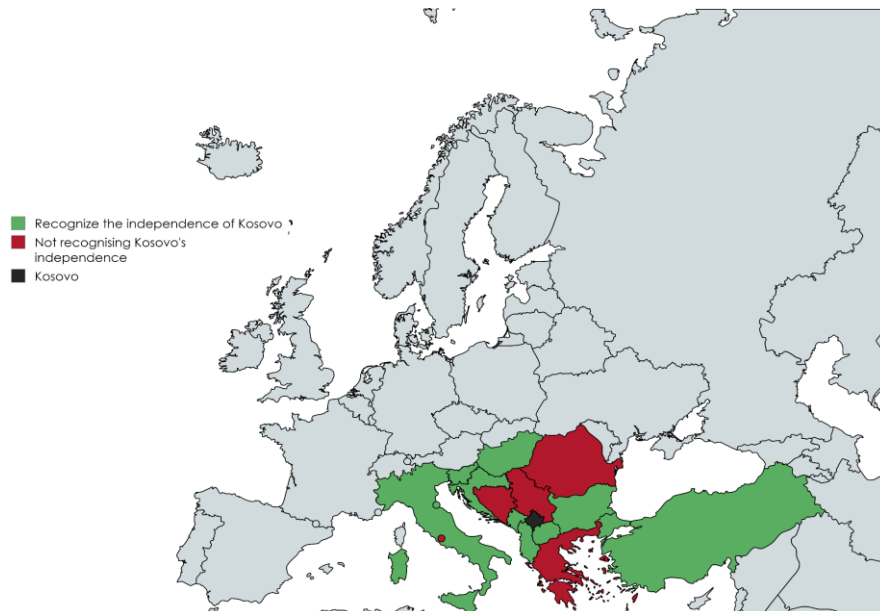 Recognize the independence of Kosovo
Not recognising Kosovo's
independence
Kosovo